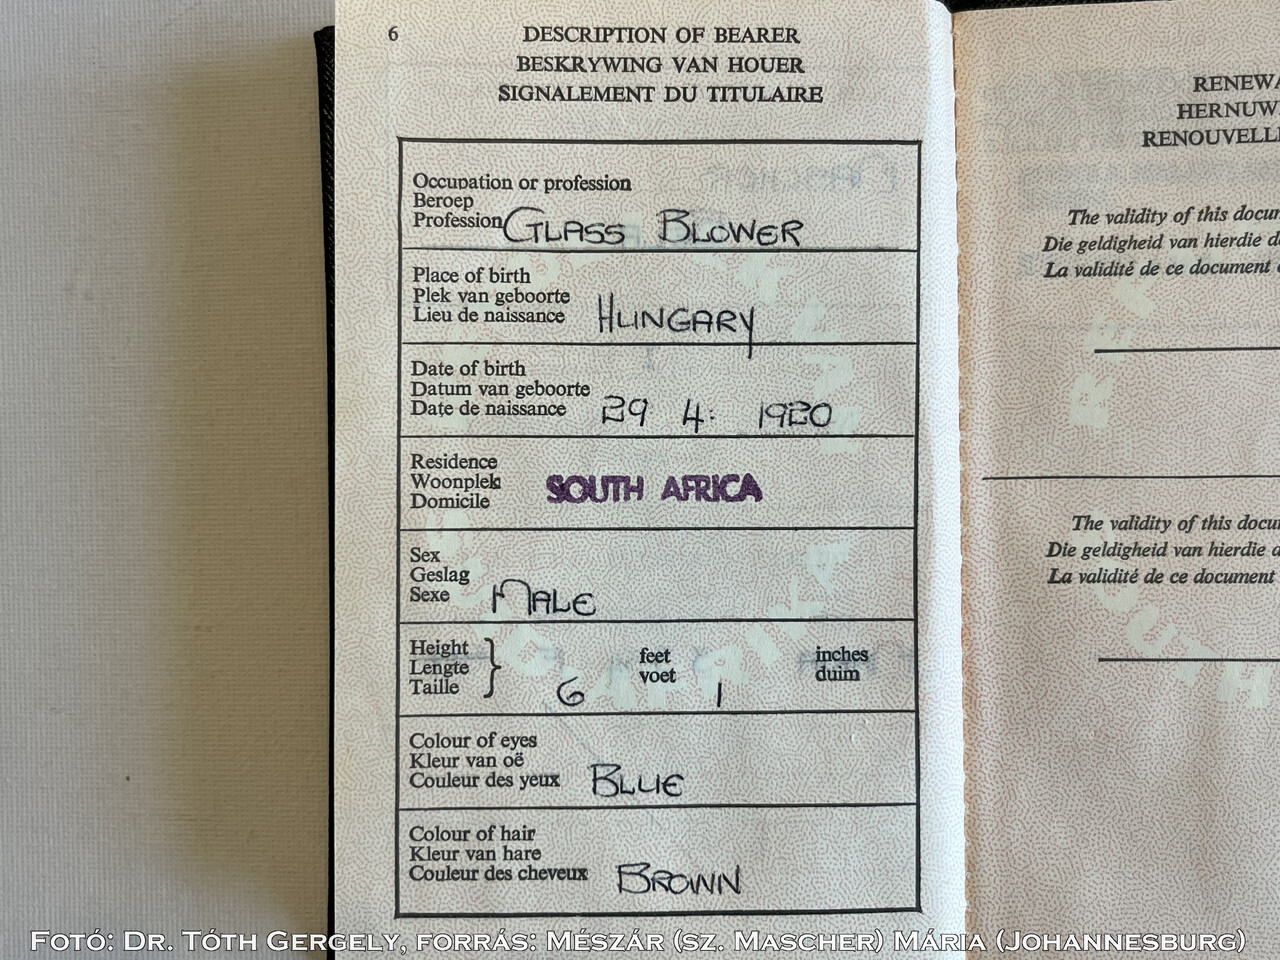 6
DESCRIPTION OF BEARER
BESKRYWING VAN HOUER
SIGNALEMENT DU TITULAIRE
Occupation or profession
Beroep
Profession GLASS BLOWER
Place of birth
Plek van geboorte
Lieu de naissance HUNGARY
Date of birth
Datum van geboorte
Date de naissance 29 4: 1920
Residence
Woonplek
Domicile SOUTH AFRICA
Sex
Geslag
Sexe MALE
Height feet inches
Lengte voet duim
Taille 6 1
Colour of eyes
Kleur van oë
Couleur des yeux BLUE
Colour of hair
Kleur van hare
Couleur des cheveux BROWN
RENEWA
HERNUW
RENOUVELLE
The validity of this docu
Die geldigheid van hierdie d
La validité de ce document
The validity of this docu
Die geldigheid van hierdie d
La validité de ce document
Fotó: Dr. Tóth Gergely, forrás: Mészár (sz. Mascher) Mária (Johannesburg)